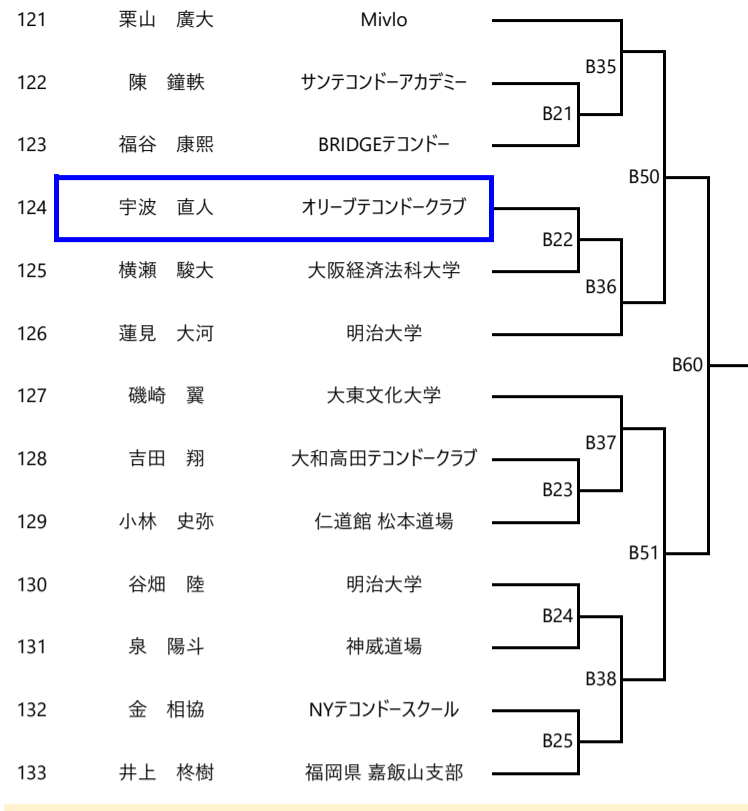 121 栗山 廣大 Mivlo
B35
122 陳 鐘軼 サンテコンドーアカデミー
B21
123 福谷 康熙 BRIDGEテコンドー
B50
124 宇波 直人 オリーブテコンドークラブ
B22
125 横瀬 駿大 大阪経済法科大学
B36
126 蓮見 大河 明治大学
B60
127 磯崎 翼 大東文化大学
B37
128 吉田 翔 大和高田テコンドークラブ
B23
129 小林 史弥 仁道館 松本道場
B51
130 谷畑 陸 明治大学
B24
131 泉 陽斗 神威道場
B38
132 金 相協 NYテコンドースクール
B25
133 井上 柊樹 福岡県 嘉飯山支部